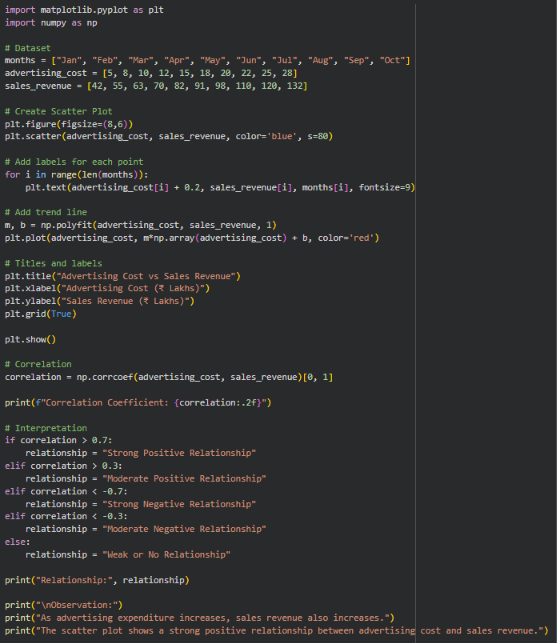 import matplotlib.pyplot as plt
import numpy as np

# Dataset
months = ["Jan", "Feb", "Mar", "Apr", "May", "Jun", "Jul", "Aug", "Sep", "Oct"]
advertising_cost = [5, 8, 10, 12, 15, 18, 20, 22, 25, 28]
sales_revenue = [42, 55, 63, 70, 82, 91, 98, 110, 120, 132]

# Create Scatter Plot
plt.figure(figsize=(8,6))
plt.scatter(advertising_cost, sales_revenue, color='blue', s=80)

# Add labels for each point
for i in range(len(months)):
    plt.text(advertising_cost[i] + 0.2, sales_revenue[i], months[i], fontsize=9)

# Add trend line
m, b = np.polyfit(advertising_cost, sales_revenue, 1)
plt.plot(advertising_cost, m*np.array(advertising_cost) + b, color='red')

# Titles and labels
plt.title("Advertising Cost vs Sales Revenue")
plt.xlabel("Advertising Cost (₹ Lakhs)")
plt.ylabel("Sales Revenue (₹ Lakhs)")
plt.grid(True)

plt.show()

# Correlation
correlation = np.corrcoef(advertising_cost, sales_revenue)[0, 1]

print(f"Correlation Coefficient: {correlation:.2f}")

# Interpretation
if correlation > 0.7:
    relationship = "Strong Positive Relationship"
elif correlation > 0.3:
    relationship = "Moderate Positive Relationship"
elif correlation < -0.7:
    relationship = "Strong Negative Relationship"
elif correlation < -0.3:
    relationship = "Moderate Negative Relationship"
else:
    relationship = "Weak or No Relationship"

print("Relationship:", relationship)

print("\nObservation:")
print("As advertising expenditure increases, sales revenue also increases.")
print("The scatter plot shows a strong positive relationship between advertising cost and sales revenue.")